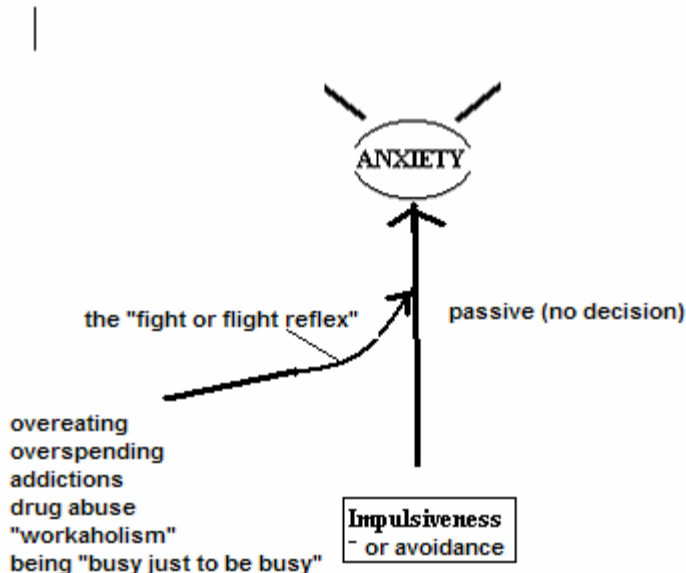 ANXIETY
the "fight or flight reflex"
passive (no decision)
overeating
overspending
addictions
drug abuse
"workaholism"
being "busy just to be busy"
Impulsiveness
- or avoidance